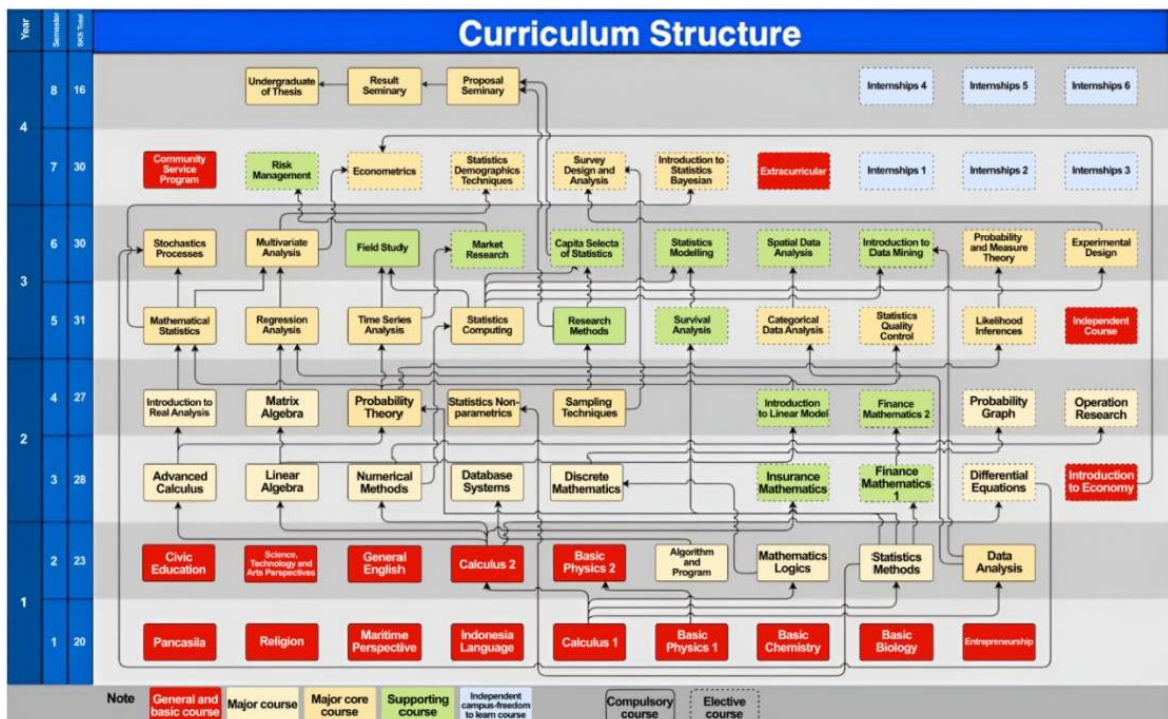 Curriculum Structure
Year
Semester
SKS Total
4
8
16
Undergraduate
of Thesis
Result
Seminary
Proposal
Seminary
Internships 4
Internships 5
Internships 6
7
30
Community
Service
Program
Risk
Management
Econometrics
Statistics
Demographics
Techniques
Survey
Design and
Analysis
Introduction to
Statistics
Bayesian
Extracurricular
Internships 1
Internships 2
Internships 3
3
6
30
Stochastics
Processes
Multivariate
Analysis
Field Study
Market
Research
Capita Selecta
of Statistics
Statistics
Modelling
Spatial Data
Analysis
Introduction to
Data Mining
Probability
and Measure
Theory
Experimental
Design
5
31
Mathematical
Statistics
Regression
Analysis
Time Series
Analysis
Statistics
Computing
Research
Methods
Survival
Analysis
Categorical
Data Analysis
Statistics
Quality
Control
Likelihood
Inferences
Independent
Course
2
4
27
Introduction to
Real Analysis
Matrix
Algebra
Probability
Theory
Statistics Non-
parametrics
Sampling
Techniques
Introduction
to Linear Model
Finance
Mathematics 2
Probability
Graph
Operation
Research
3
28
Advanced
Calculus
Linear
Algebra
Numerical
Methods
Database
Systems
Discrete
Mathematics
Insurance
Mathematics
Finance
Mathematics
1
Differential
Equations
Introduction
to Economy
1
2
23
Civic
Education
Science,
Technology and
Arts Perspectives
General
English
Calculus 2
Basic
Physics 2
Algorithm
and
Program
Mathematics
Logics
Statistics
Methods
Data
Analysis
1
20
Pancasila
Religion
Maritime
Perspective
Indonesia
Language
Calculus 1
Basic
Physics 1
Basic
Chemistry
Basic
Biology
Entrepreneurship
Note
General and
basic course
Major course
Major core
course
Supporting
course
Independent
campus-freedom
to learn course
Compulsory
course
Elective
course